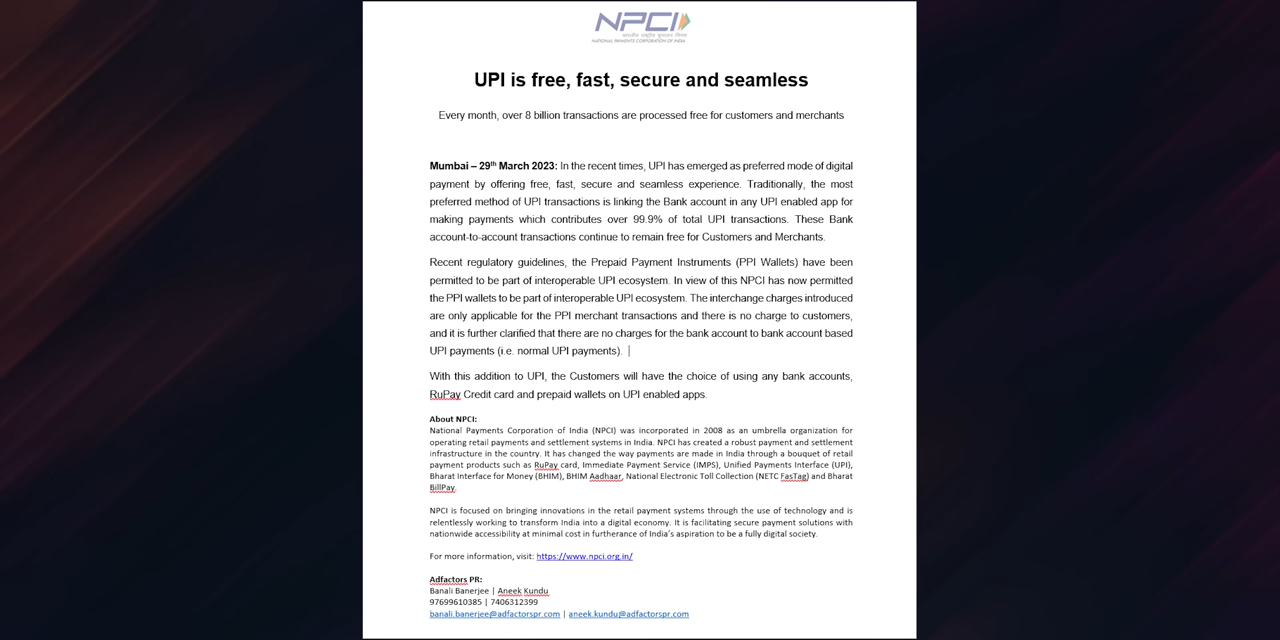 NPCI
भारतीय राष्ट्रीय भुगतान निगम
NATIONAL PAYMENTS CORPORATION OF INDIA
UPI is free, fast, secure and seamless
Every month, over 8 billion transactions are processed free for customers and merchants
Mumbai – 29th March 2023: In the recent times, UPI has emerged as preferred mode of digital
payment by offering free, fast, secure and seamless experience. Traditionally, the most
preferred method of UPI transactions is linking the Bank account in any UPI enabled app for
making payments which contributes over 99.9% of total UPI transactions. These Bank
account-to-account transactions continue to remain free for Customers and Merchants.
Recent regulatory guidelines, the Prepaid Payment Instruments (PPI Wallets) have been
permitted to be part of interoperable UPI ecosystem. In view of this NPCI has now permitted
the PPI wallets to be part of interoperable UPI ecosystem. The interchange charges introduced
are only applicable for the PPI merchant transactions and there is no charge to customers,
and it is further clarified that there are no charges for the bank account to bank account based
UPI payments (i.e. normal UPI payments).
With this addition to UPI, the Customers will have the choice of using any bank accounts,
RuPay Credit card and prepaid wallets on UPI enabled apps.
About NPCI:
National Payments Corporation of India (NPCI) was incorporated in 2008 as an umbrella organization for
operating retail payments and settlement systems in India. NPCI has created a robust payment and settlement
infrastructure in the country. It has changed the way payments are made in India through a bouquet of retail
payment products such as RuPay card, Immediate Payment Service (IMPS), Unified Payments Interface (UPI),
Bharat Interface for Money (BHIM), BHIM Aadhaar, National Electronic Toll Collection (NETC FasTag) and Bharat
BillPay.
NPCI is focused on bringing innovations in the retail payment systems through the use of technology and is
relentlessly working to transform India into a digital economy. It is facilitating secure payment solutions with
nationwide accessibility at minimal cost in furtherance of India's aspiration to be a fully digital society.
For more information, visit: https://www.npci.org.in/
Adfactors PR:
Banali Banerjee | Aneek Kundu
97699610385 | 7406312399
banali.banerjee@adfactorspr.com | aneek.kundu@adfactorspr.com